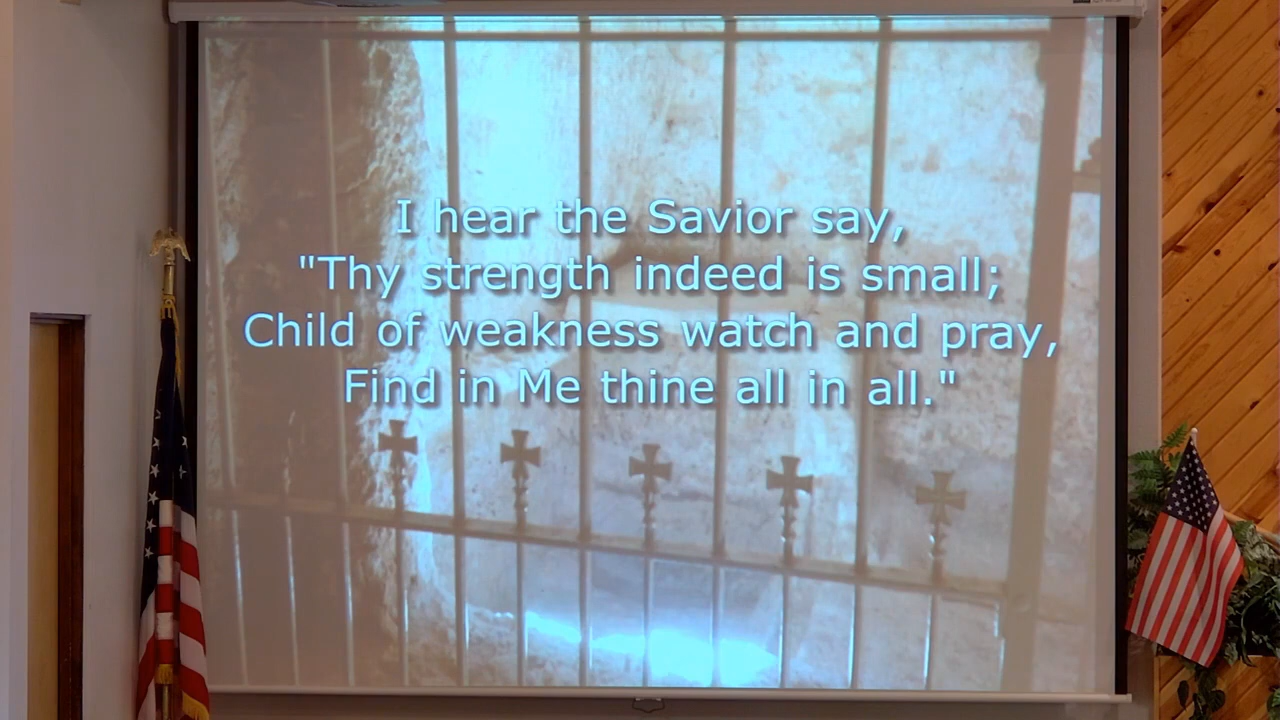 I hear the Savior say,
"Thy strength indeed is small;
Child of weakness watch and pray,
Find in Me thine all in all."